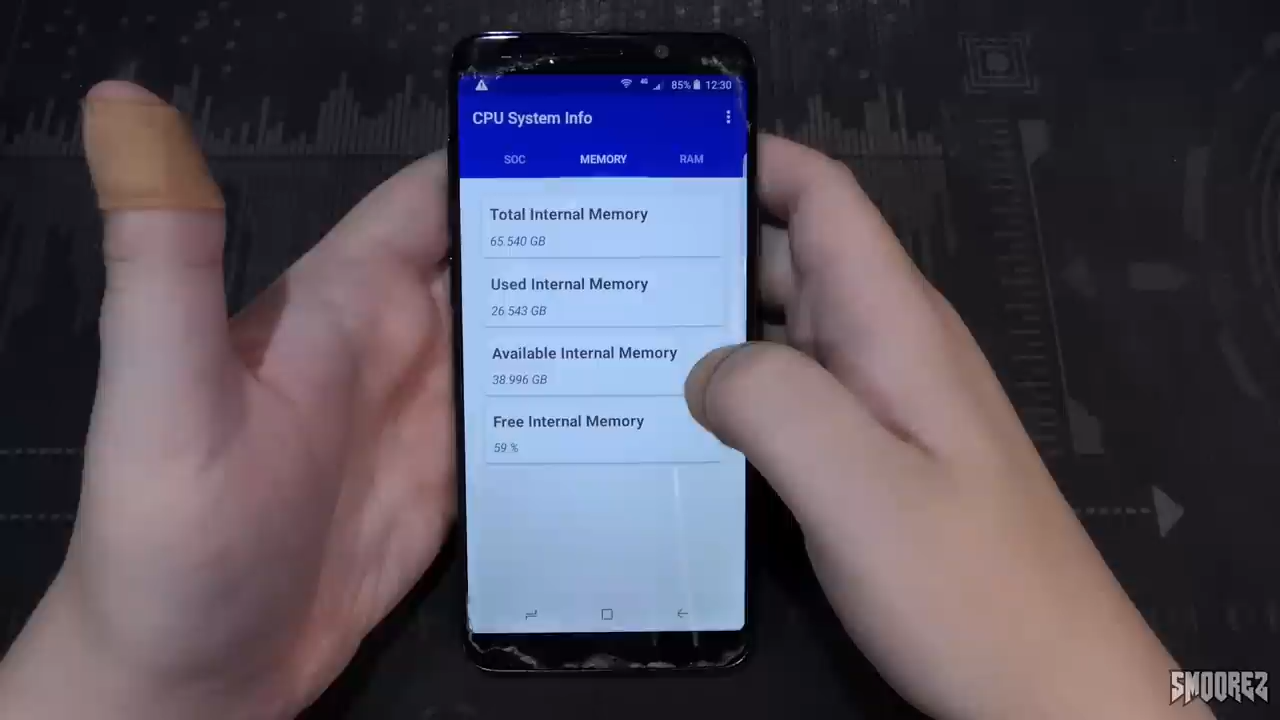 4G 85% 12:30
CPU System Info
SOC MEMORY RAM
Total Internal Memory
65.540 GB
Used Internal Memory
26 543 GB
Available Internal Memory
38.996 GB
Free Internal Memory
59 %
SMOOREZ